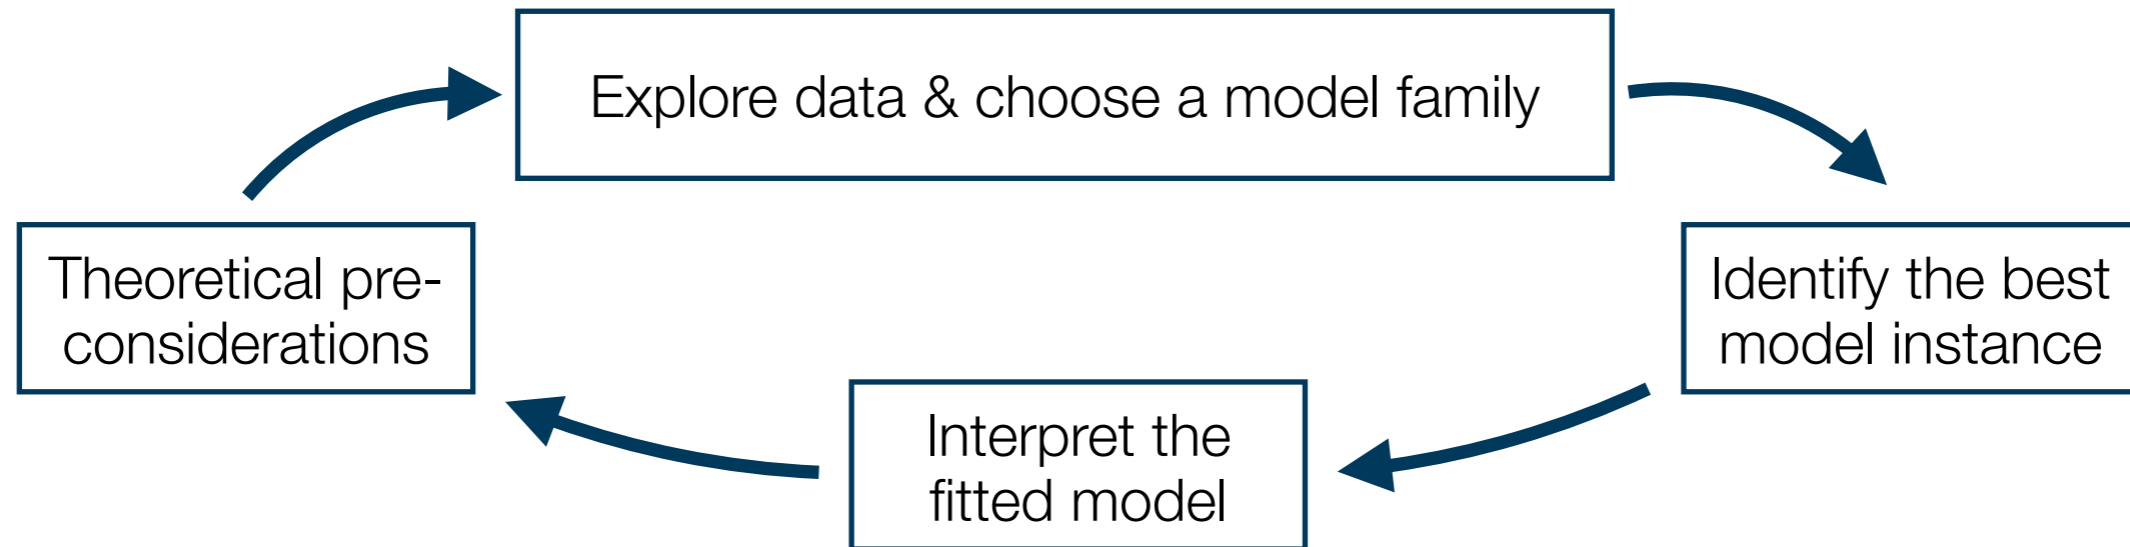 Explore data & choose a model family
Theoretical pre-
considerations
Identify the best
model instance
Interpret the
fitted model